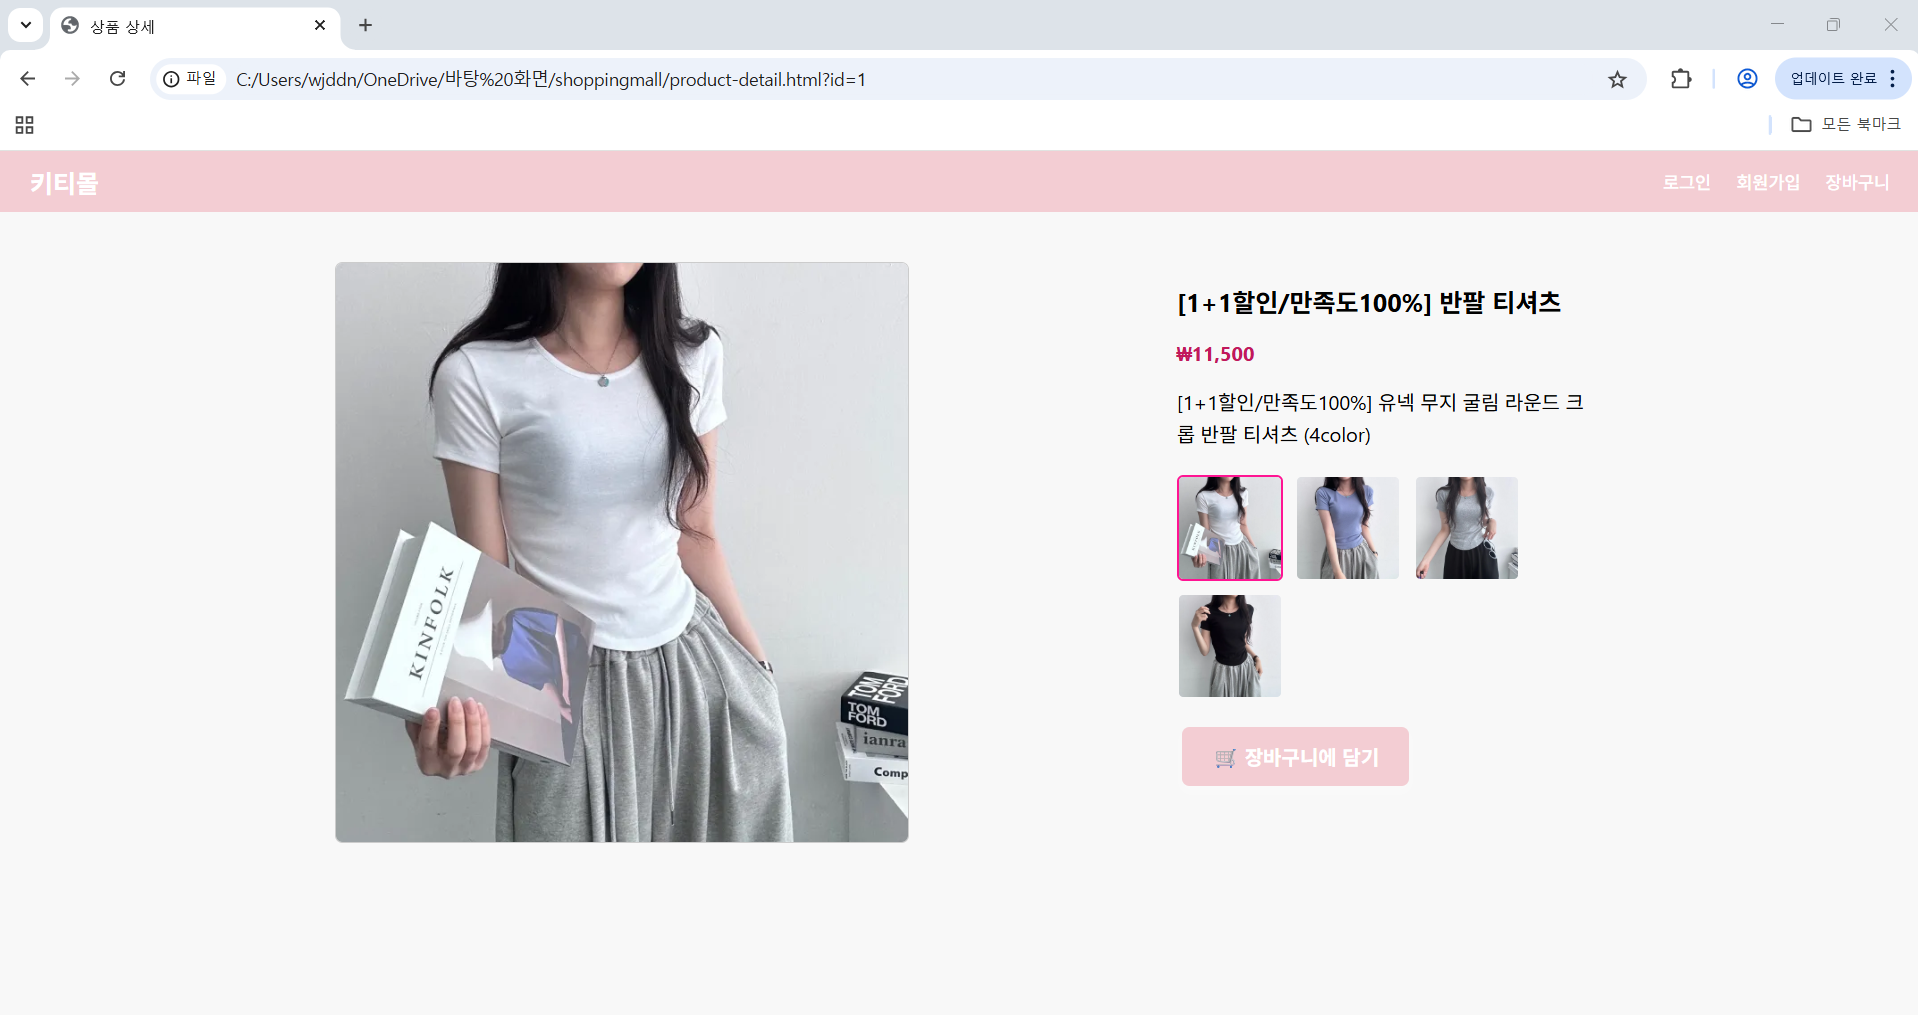 상품 상세
파일
C:/Users/wjddn/OneDrive/바탕%20화면/shoppingmall/product-detail.html?id=1
업데이트 완료
모든 북마크
키티몰
로그인 회원가입 장바구니
KINFOLK
TOM FORD
TOM FORD
ianra
Comp
[1+1할인/만족도100%] 반팔 티셔츠
₩11,500
[1+1할인/만족도100%] 유넥 무지 굴림 라운드 크
롭 반팔 티셔츠 (4color)
🛒 장바구니에 담기